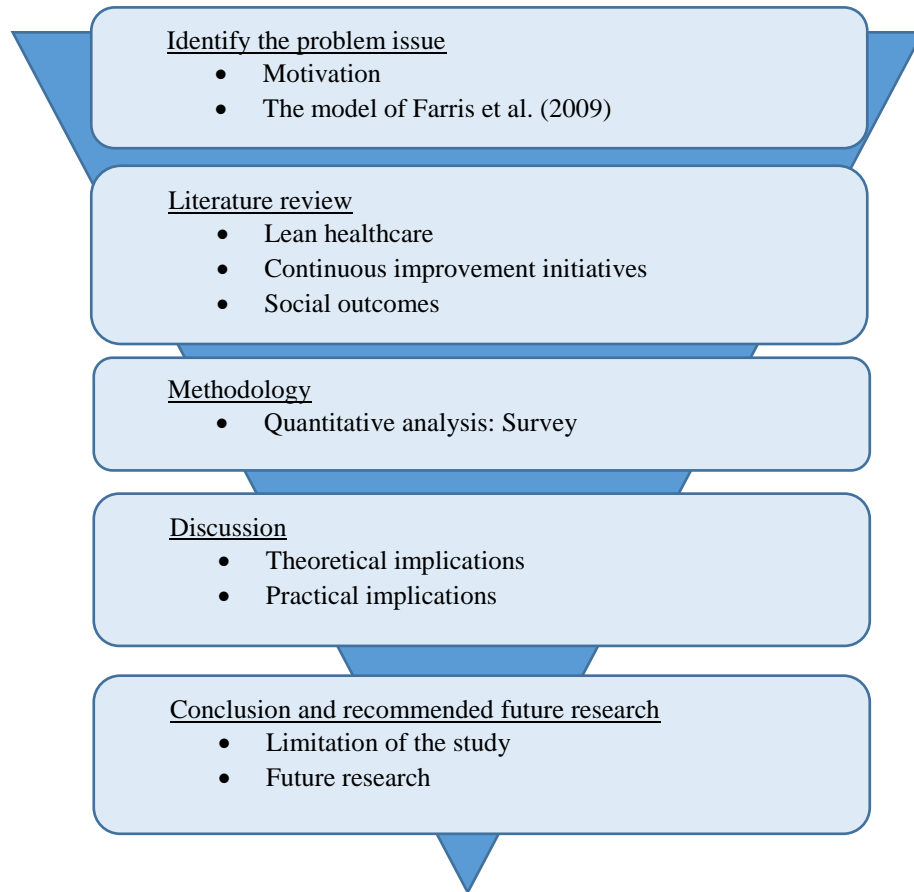 Identify the problem issue
• Motivation
• The model of Farris et al. (2009)
Literature review
• Lean healthcare
• Continuous improvement initiatives
• Social outcomes
Methodology
• Quantitative analysis: Survey
Discussion
• Theoretical implications
• Practical implications
Conclusion and recommended future research
• Limitation of the study
• Future research